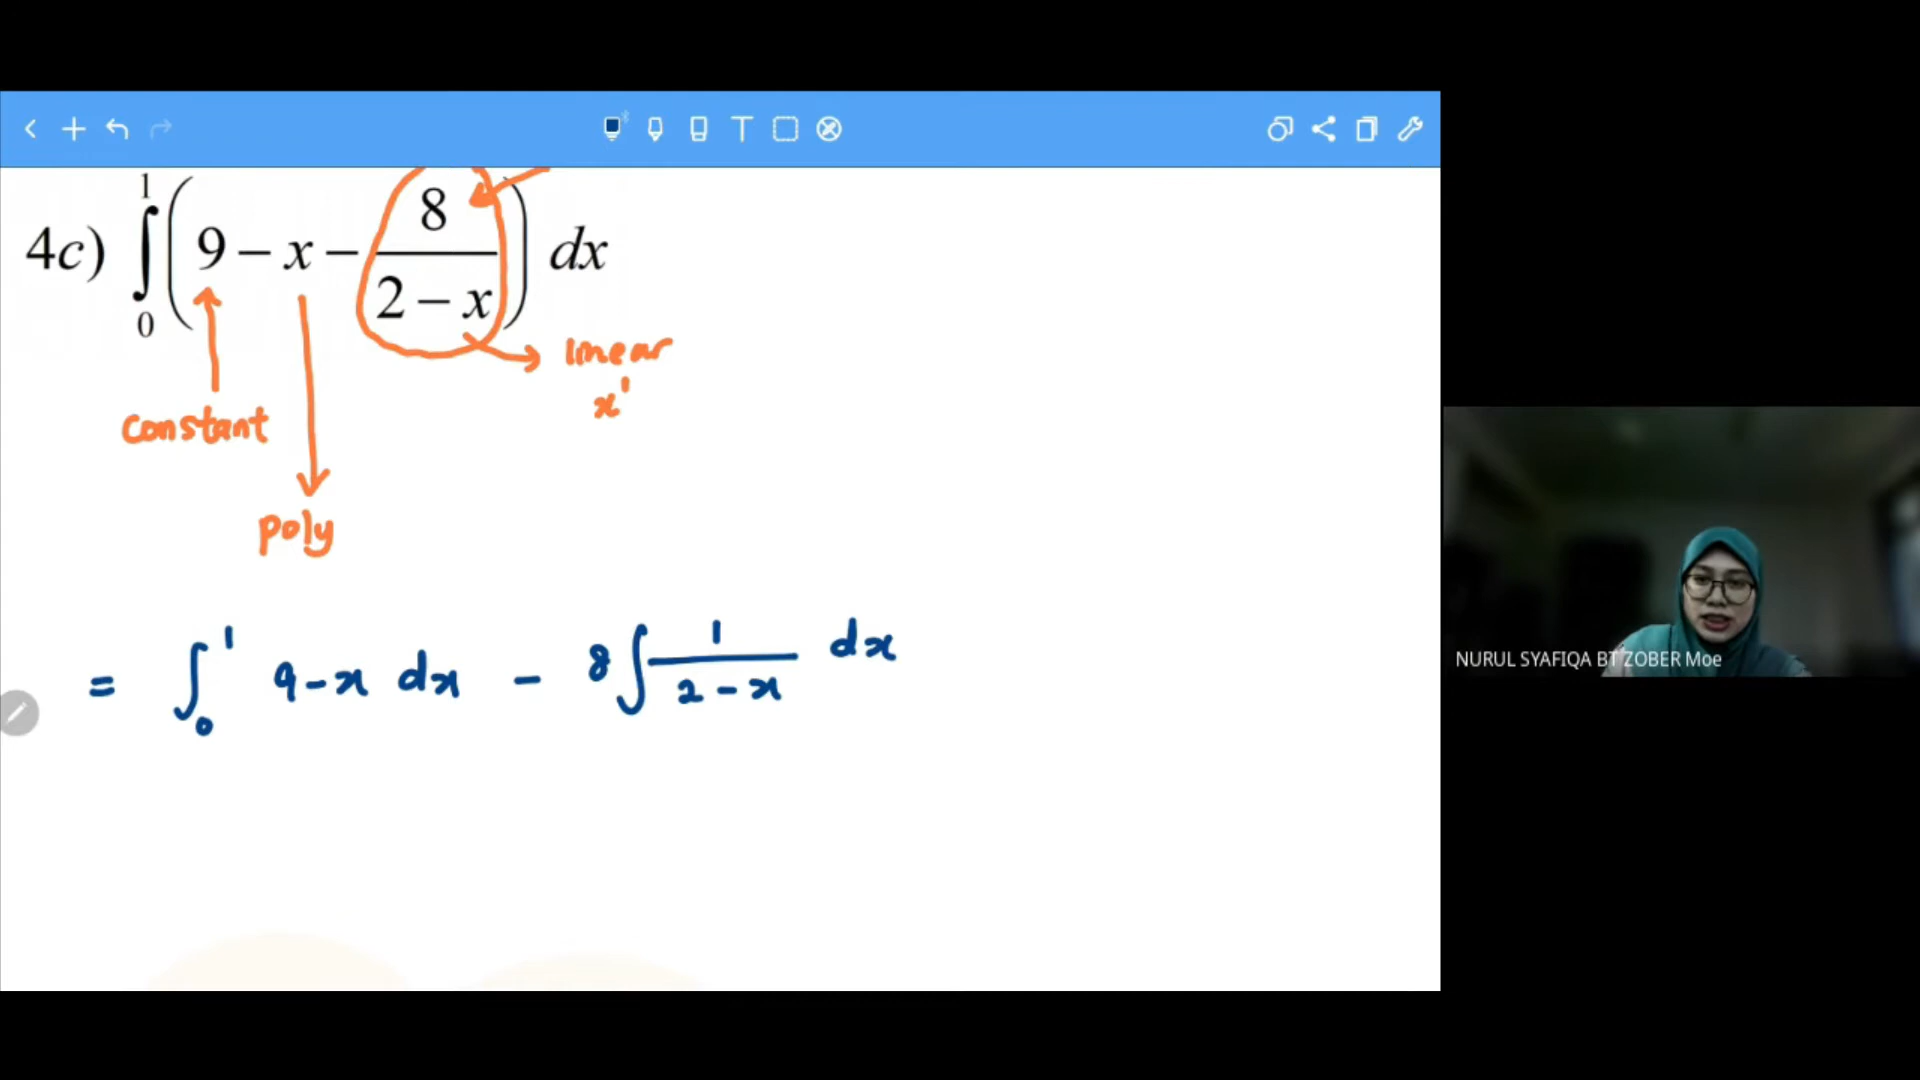 4c) ∫₀¹ (9 − x − 8/(2 − x)) dx
linear
x¹
constant
poly
= ∫₀¹ 9 − x dx − 8 ∫ 1/(2 − x) dx
NURUL SYAFIQA BT ZOBER Moe